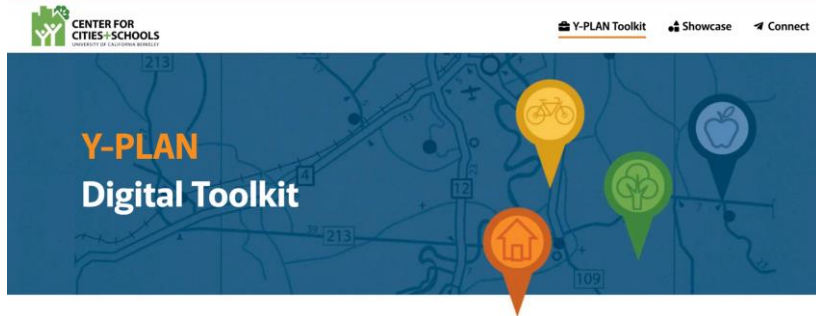 CENTER FOR
CITIES+SCHOOLS
UNIVERSITY OF CALIFORNIA BERKELEY
Y-PLAN Toolkit
Showcase
Connect
213
Y-PLAN
Digital Toolkit
4
12
39
213
109